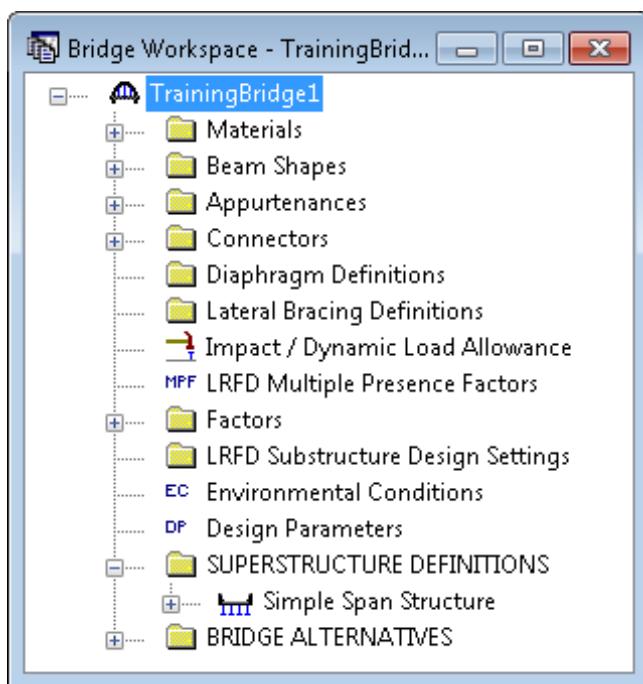 Bridge Workspace - TrainingBrid...
TrainingBridge1
Materials
Beam Shapes
Appurtenances
Connectors
Diaphragm Definitions
Lateral Bracing Definitions
Impact / Dynamic Load Allowance
MPF LRFD Multiple Presence Factors
Factors
LRFD Substructure Design Settings
EC Environmental Conditions
DP Design Parameters
SUPERSTRUCTURE DEFINITIONS
Simple Span Structure
BRIDGE ALTERNATIVES